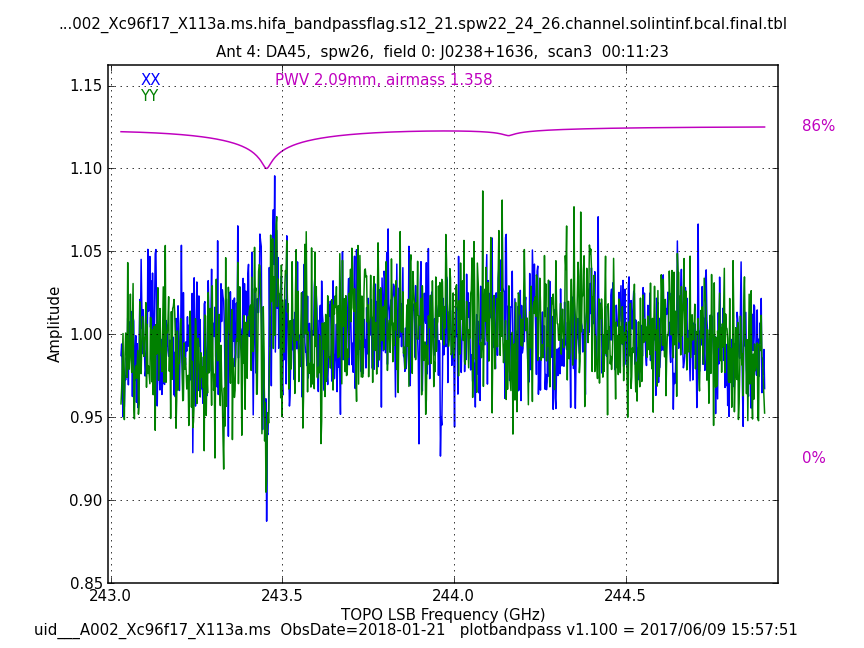 ...002_Xc96f17_X113a.ms.hifa_bandpassflag.s12_21.spw22_24_26.channel.solintinf.bcal.final.tbl
Ant 4: DA45,  spw26,  field 0: J0238+1636,  scan3  00:11:23
XX
YY
PWV 2.09mm, airmass 1.358
1.15
1.10
1.05
1.00
0.95
0.90
0.85
Amplitude
86%
0%
243.0
243.5
244.0
244.5
TOPO LSB Frequency (GHz)
uid___A002_Xc96f17_X113a.ms  ObsDate=2018-01-21   plotbandpass v1.100 = 2017/06/09 15:57:51